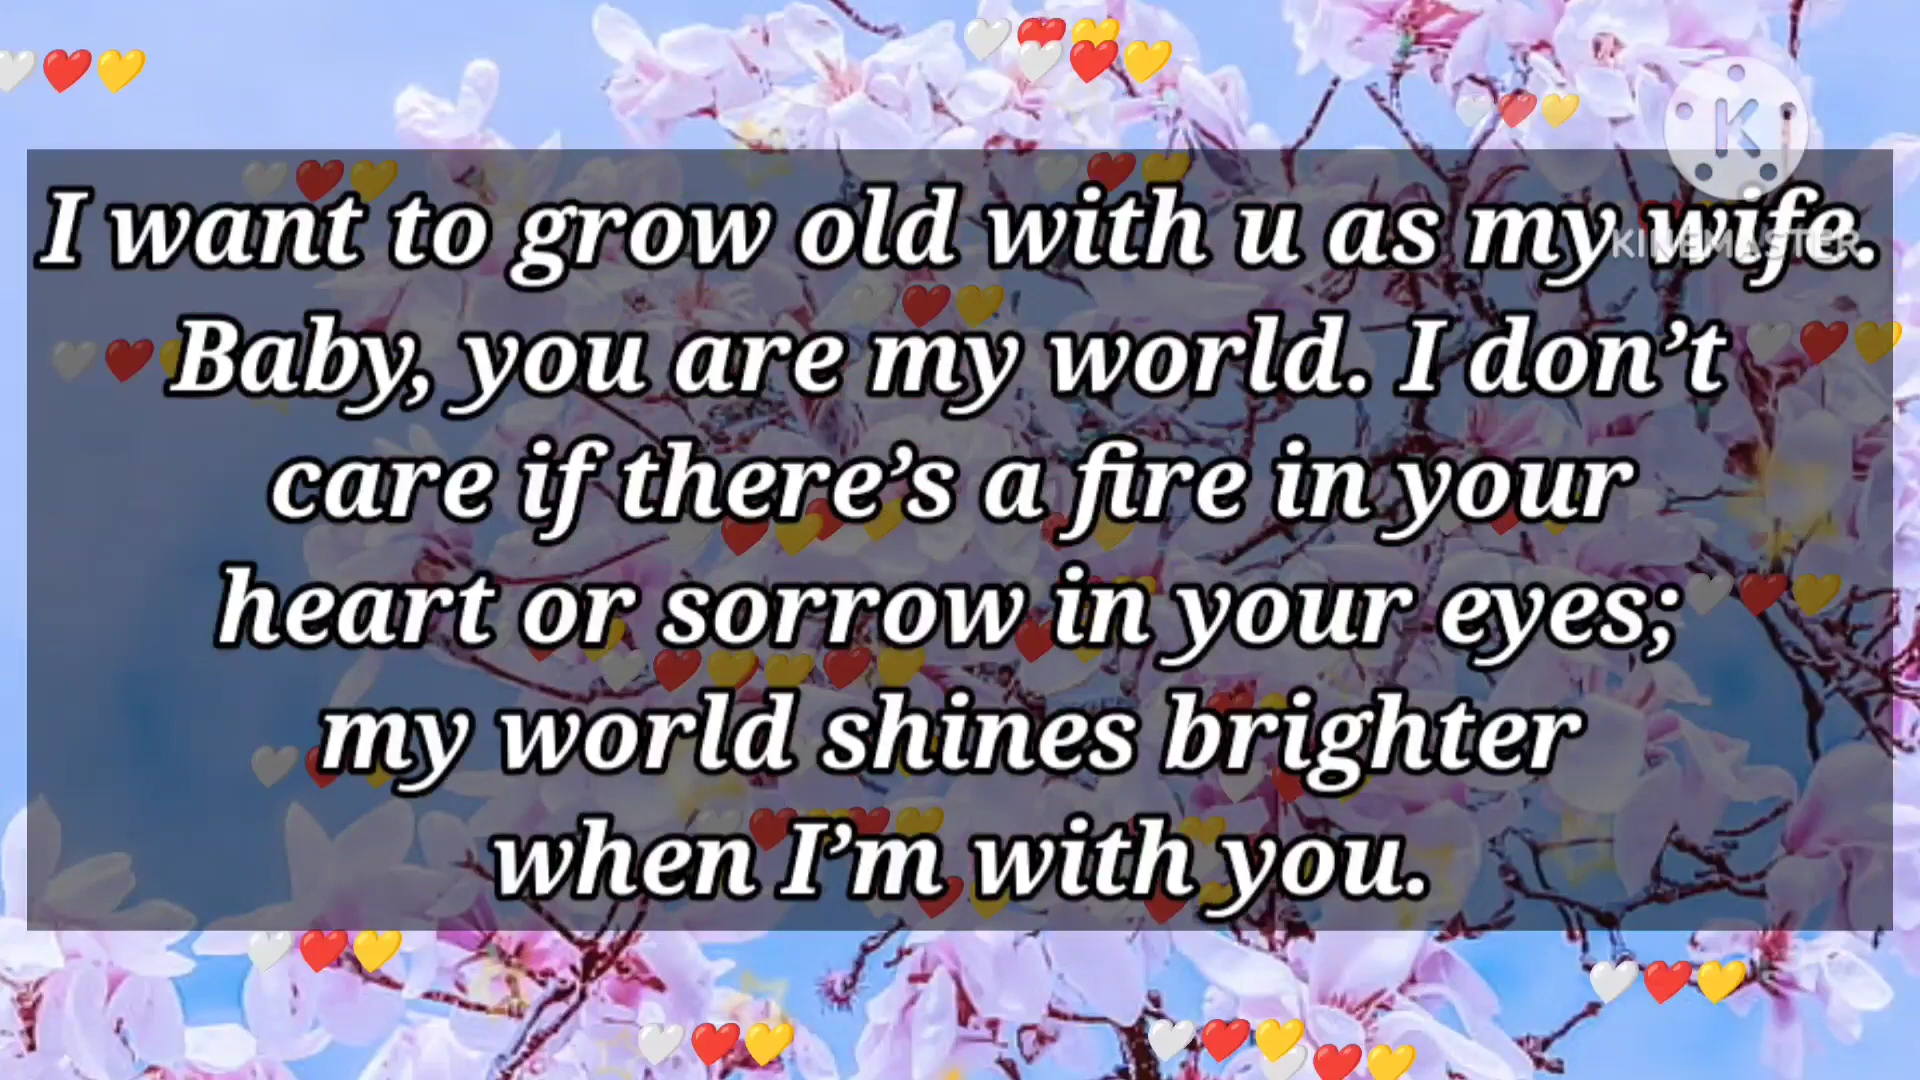 K
KINEMASTER
I want to grow old with u as my wife.
Baby, you are my world. I don’t
care if there’s a fire in your
heart or sorrow in your eyes;
my world shines brighter
when I’m with you.